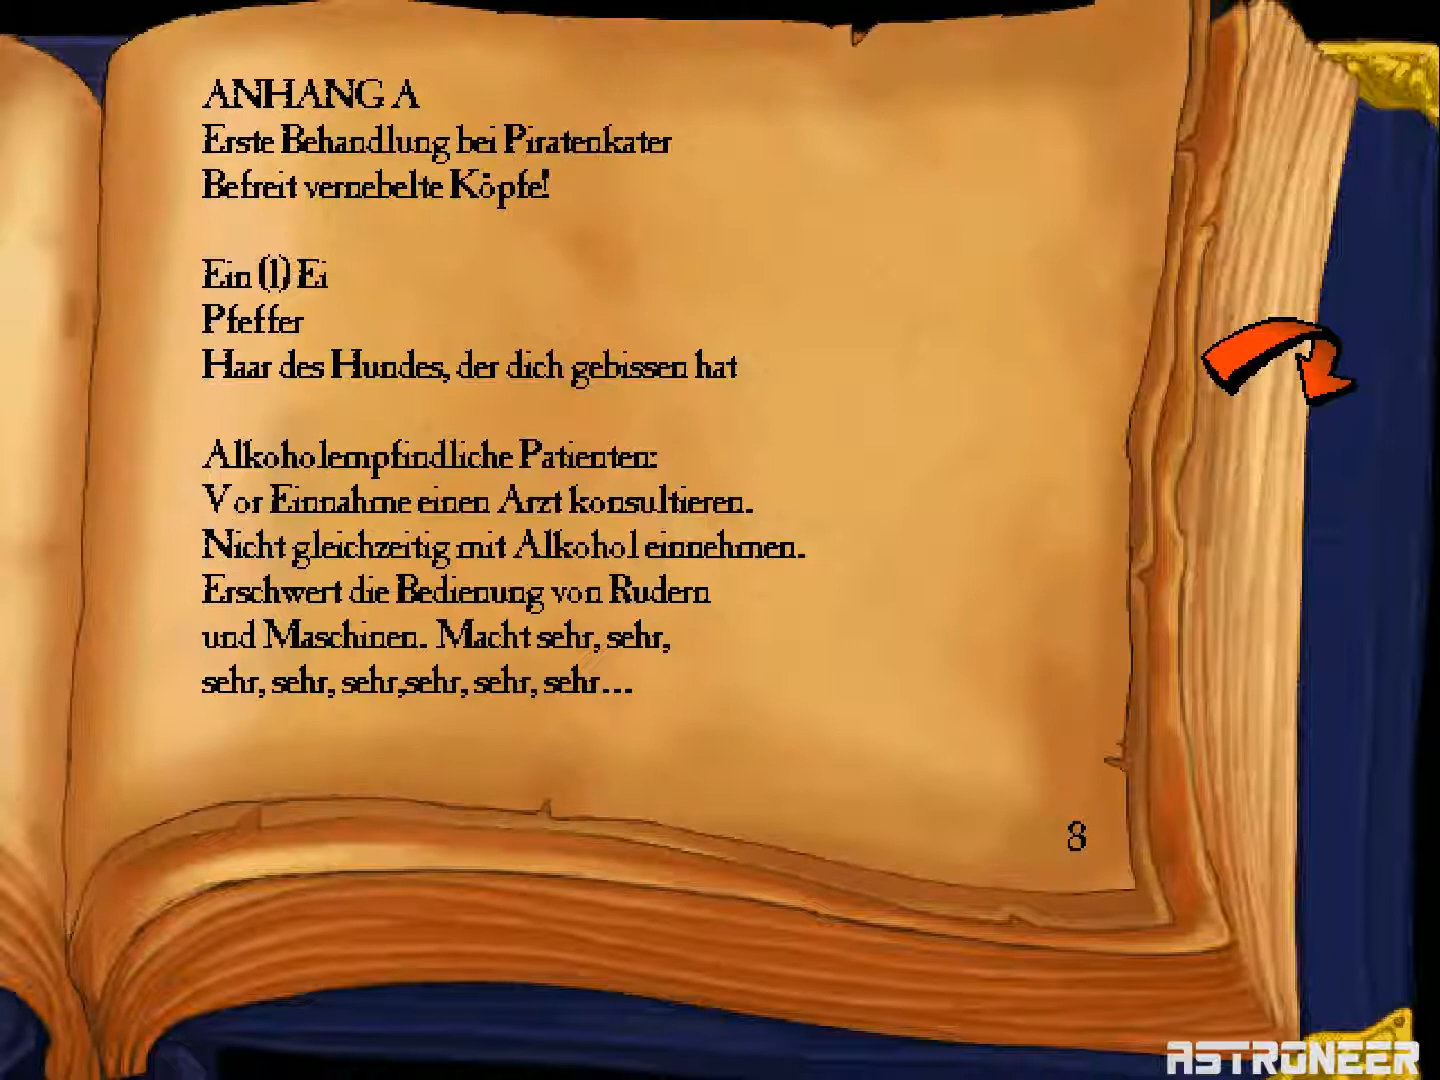 ANHANG A
Erste Behandlung bei Piratenkater
Befreit vernebelte Köpfe!
Ein (1) Ei
Pfeffer
Haar des Hundes, der dich gebissen hat
Alkoholempfindliche Patienten:
Vor Einnahme einen Arzt konsultieren.
Nicht gleichzeitig mit Alkohol einnehmen.
Erschwert die Bedienung von Rudern
und Maschinen. Macht sehr, sehr,
sehr, sehr, sehr,sehr, sehr, sehr...
8
ASTRONEER